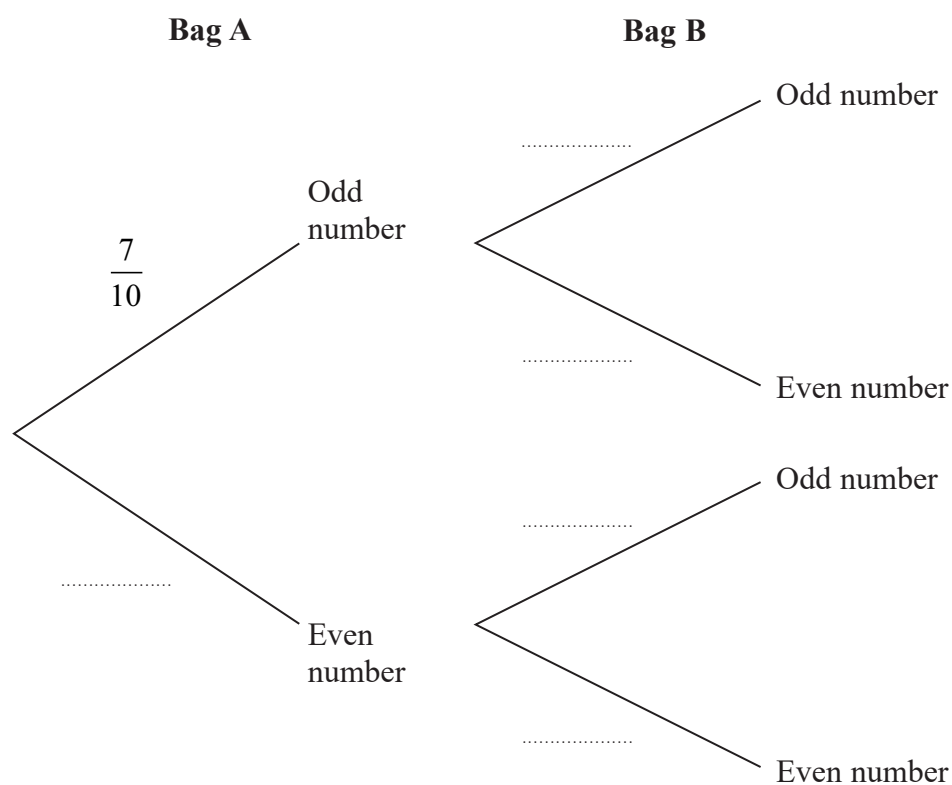 Bag A
Bag B
Odd number
....................
Odd
number
7
10
....................
Even number
Odd number
....................
....................
Even
number
....................
Even number